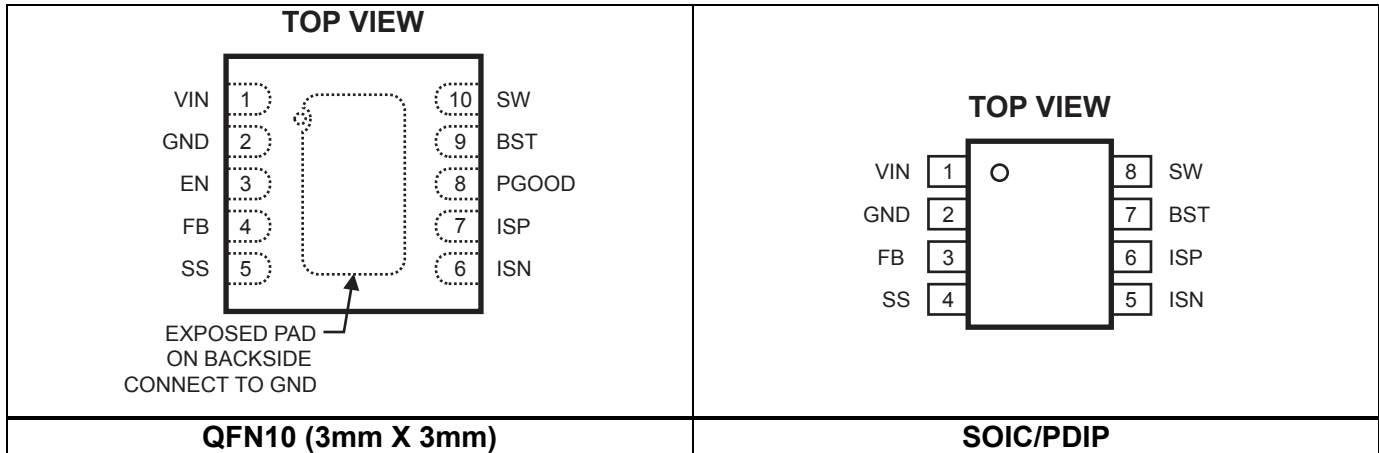 TOP VIEW
VIN 1 10 SW
GND 2 9 BST
EN 3 8 PGOOD
FB 4 7 ISP
SS 5 6 ISN
EXPOSED PAD
ON BACKSIDE
CONNECT TO GND
QFN10 (3mm X 3mm)
TOP VIEW
VIN 1 8 SW
GND 2 7 BST
FB 3 6 ISP
SS 4 5 ISN
SOIC/PDIP